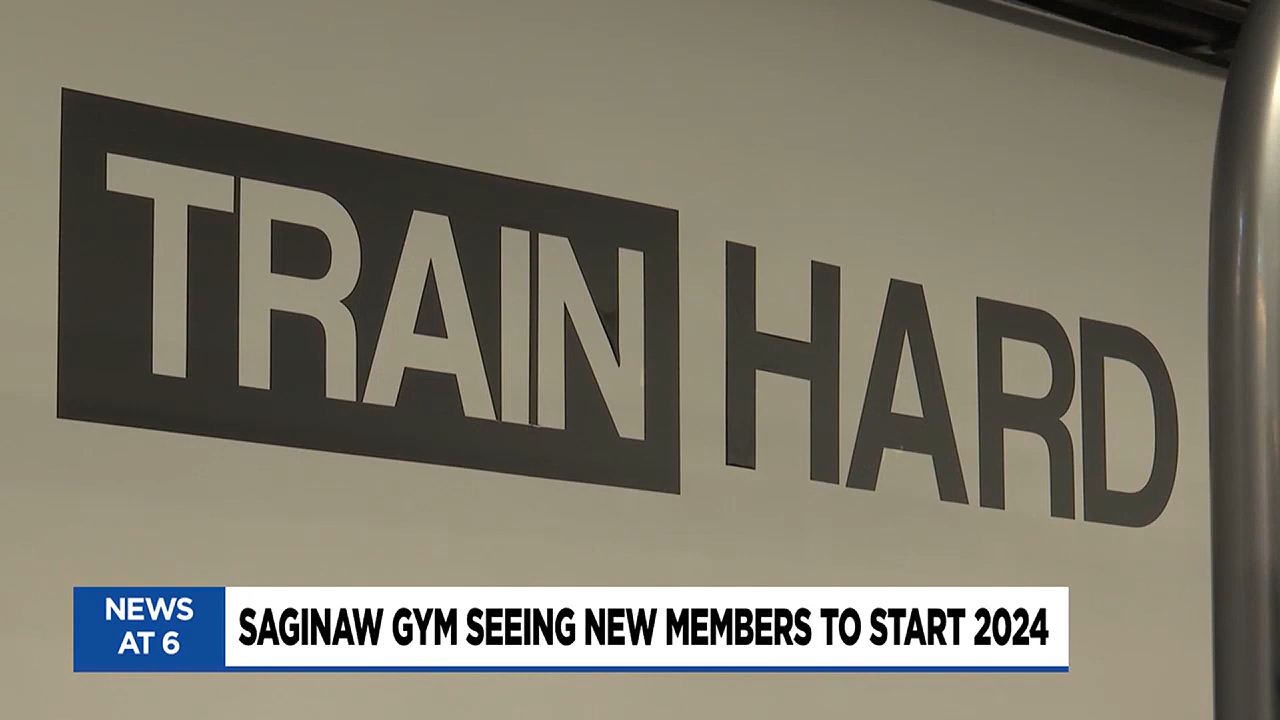 TRAIN HARD
NEWS
AT 6
SAGINAW GYM SEEING NEW MEMBERS TO START 2024